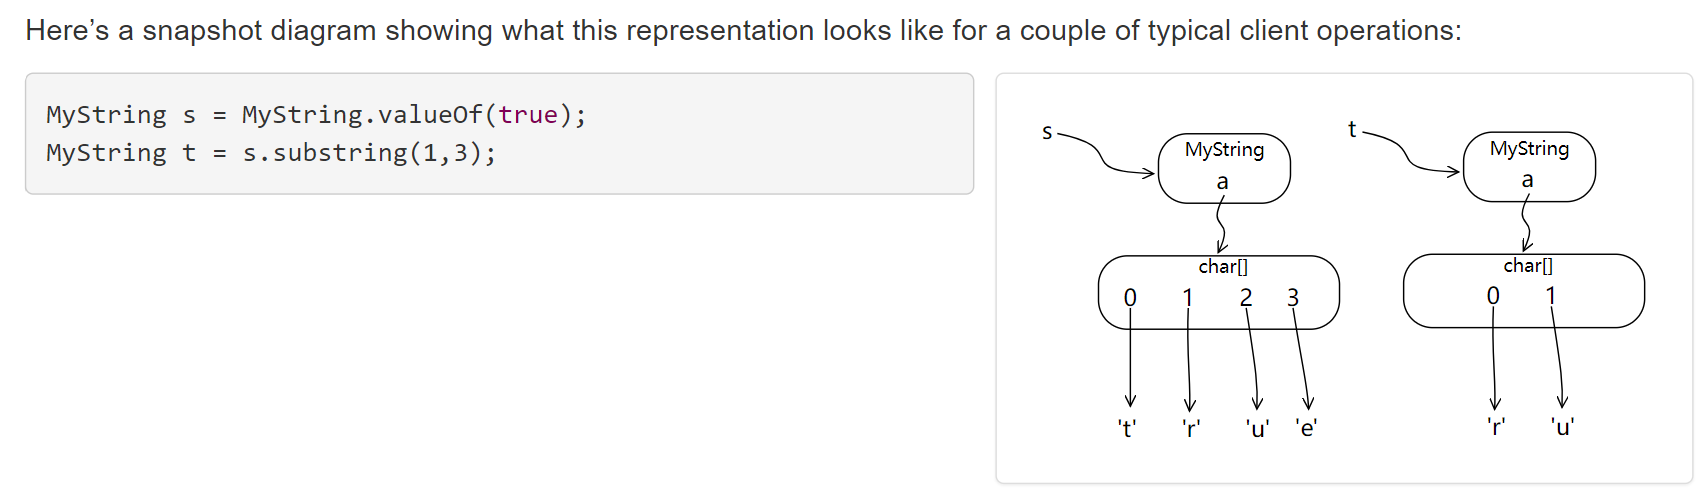 Here’s a snapshot diagram showing what this representation looks like for a couple of typical client operations:
MyString s = MyString.valueOf(true);
MyString t = s.substring(1,3);
s
MyString
a
char[]
0 1 2 3
't' 'r' 'u' 'e'
t
MyString
a
char[]
0 1
'r' 'u'